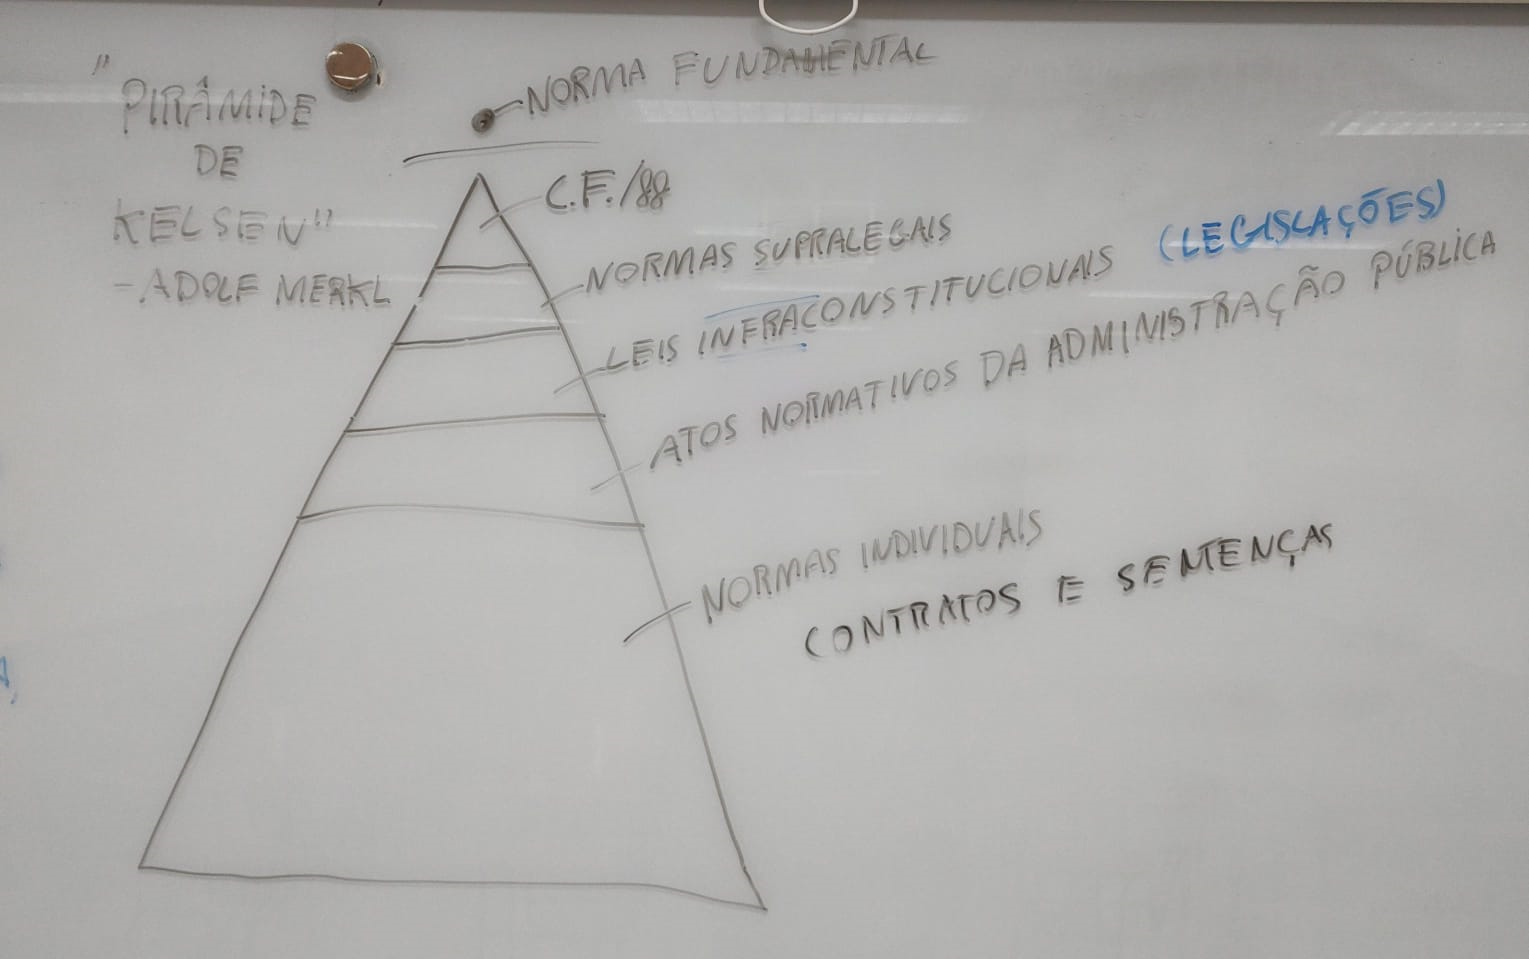 "PIRÂMIDE
DE
KELSEN"
- ADOLF MERKL
NORMA FUNDAMENTAL
C.F./88
NORMAS SUPRALEGAIS
LEIS INFRACONSTITUCIONAIS (LEGISLAÇÕES)
ATOS NORMATIVOS DA ADMINISTRAÇÃO PÚBLICA
NORMAS INDIVIDUAIS
CONTRATOS E SENTENÇAS